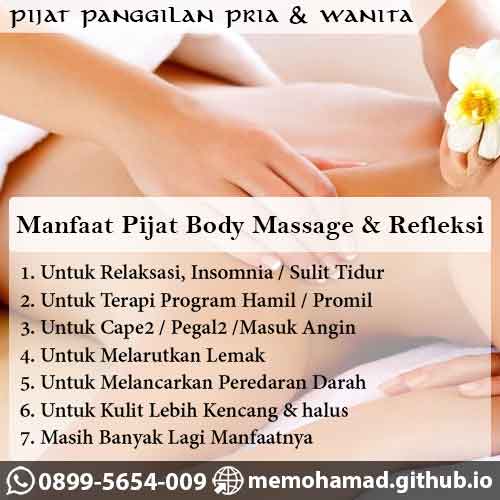 PIJAT PANGGILAN PRIA & WANITA
Manfaat Pijat Body Massage & Refleksi
1. Untuk Relaksasi, Insomnia / Sulit Tidur
2. Untuk Terapi Program Hamil / Promil
3. Untuk Cape2 / Pegal2 /Masuk Angin
4. Untuk Melarutkan Lemak
5. Untuk Melancarkan Peredaran Darah
6. Untuk Kulit Lebih Kencang & halus
7. Masih Banyak Lagi Manfaatnya
0899-5654-009 memohamad.github.io